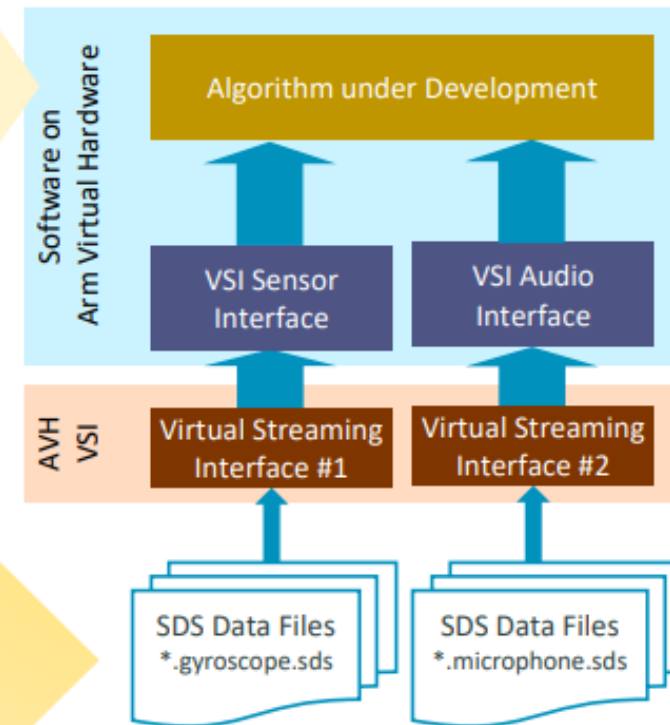 Software on
Arm Virtual Hardware
Algorithm under Development
VSI Sensor
Interface
VSI Audio
Interface
AVH
VSI
Virtual Streaming
Interface #1
Virtual Streaming
Interface #2
SDS Data Files
*.gyroscope.sds
SDS Data Files
*.microphone.sds